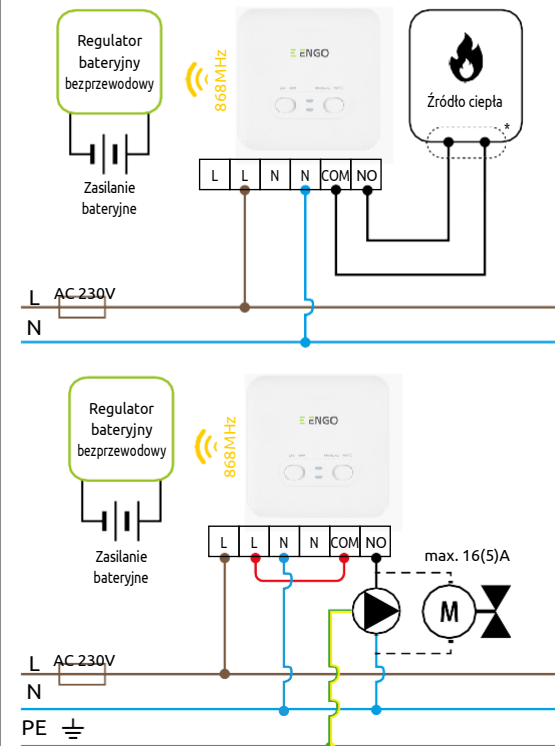 Regulator
bateryjny
bezprzewodowy
868MHz
ENGO
Źródło ciepła
*
L L N N COM NO
Zasilanie
bateryjne
L AC 230V
N
Regulator
bateryjny
bezprzewodowy
868MHz
ENGO
L L N N COM NO
max. 16(5)A
Zasilanie
bateryjne
M
L AC 230V
N
PE